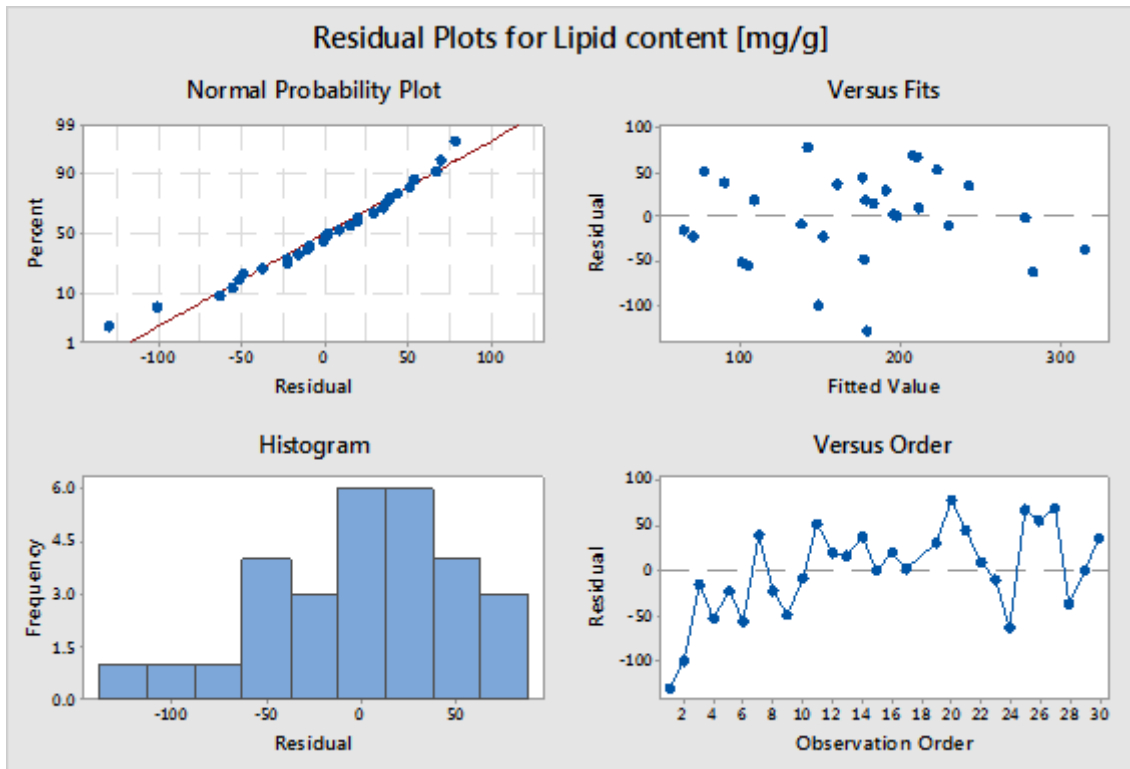 Residual Plots for Lipid content [mg/g]
Normal Probability Plot
99
90
50
10
1
Percent
-100 -50 0 50 100
Residual
Versus Fits
100
50
0
-50
-100
Residual
100 200 300
Fitted Value
Histogram
6.0
4.5
3.0
1.5
0.0
Frequency
-100 -50 0 50
Residual
Versus Order
100
50
0
-50
-100
Residual
2 4 6 8 10 12 14 16 18 20 22 24 26 28 30
Observation Order